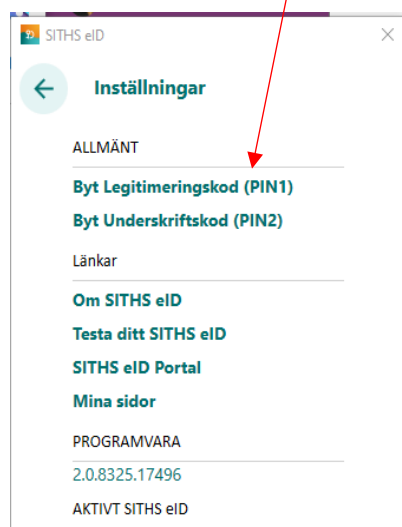 SITHS eID
Inställningar
ALLMÄNT
Byt Legitimeringskod (PIN1)
Byt Underskriftskod (PIN2)
Länkar
Om SITHS eID
Testa ditt SITHS eID
SITHS eID Portal
Mina sidor
PROGRAMVARA
2.0.8325.17496
AKTIVT SITHS eID